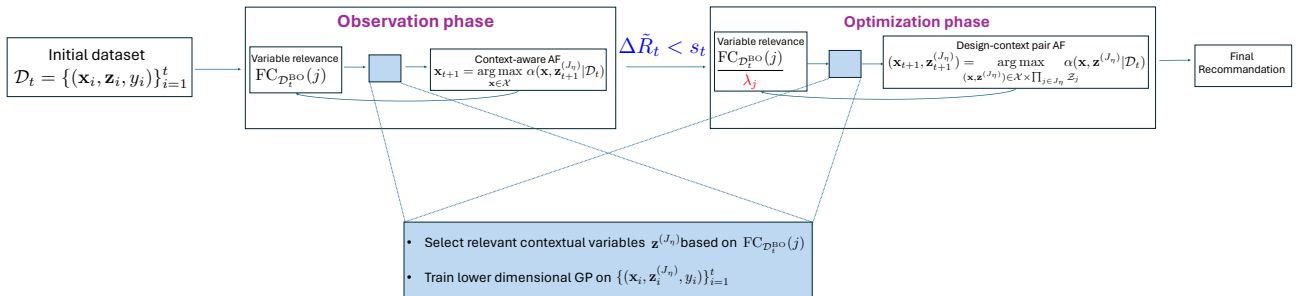 Initial dataset
𝒟_t = {(x_i, z_i, y_i)}_{i=1}^t
Observation phase
Variable relevance
FC_{𝒟_t^{BO}}(j)
Context-aware AF
x_{t+1} = arg max_{x∈𝒳} α(x, z_{t+1}^{(J_η)}|𝒟_t)
ΔR̃_t < s_t
Optimization phase
Variable relevance
FC_{𝒟_t^{BO}}(j)
λ_j
Design-context pair AF
(x_{t+1}, z_{t+1}^{(J_η)}) = arg max_{(x,z^{(J_η)})∈𝒳×∏_{j∈J_η} 𝒵_j} α(x, z^{(J_η)}|𝒟_t)
Final
Recommandation
• Select relevant contextual variables z^{(J_η)} based on FC_{𝒟_t^{BO}}(j)
• Train lower dimensional GP on {(x_i, z_i^{(J_η)}, y_i)}_{i=1}^t